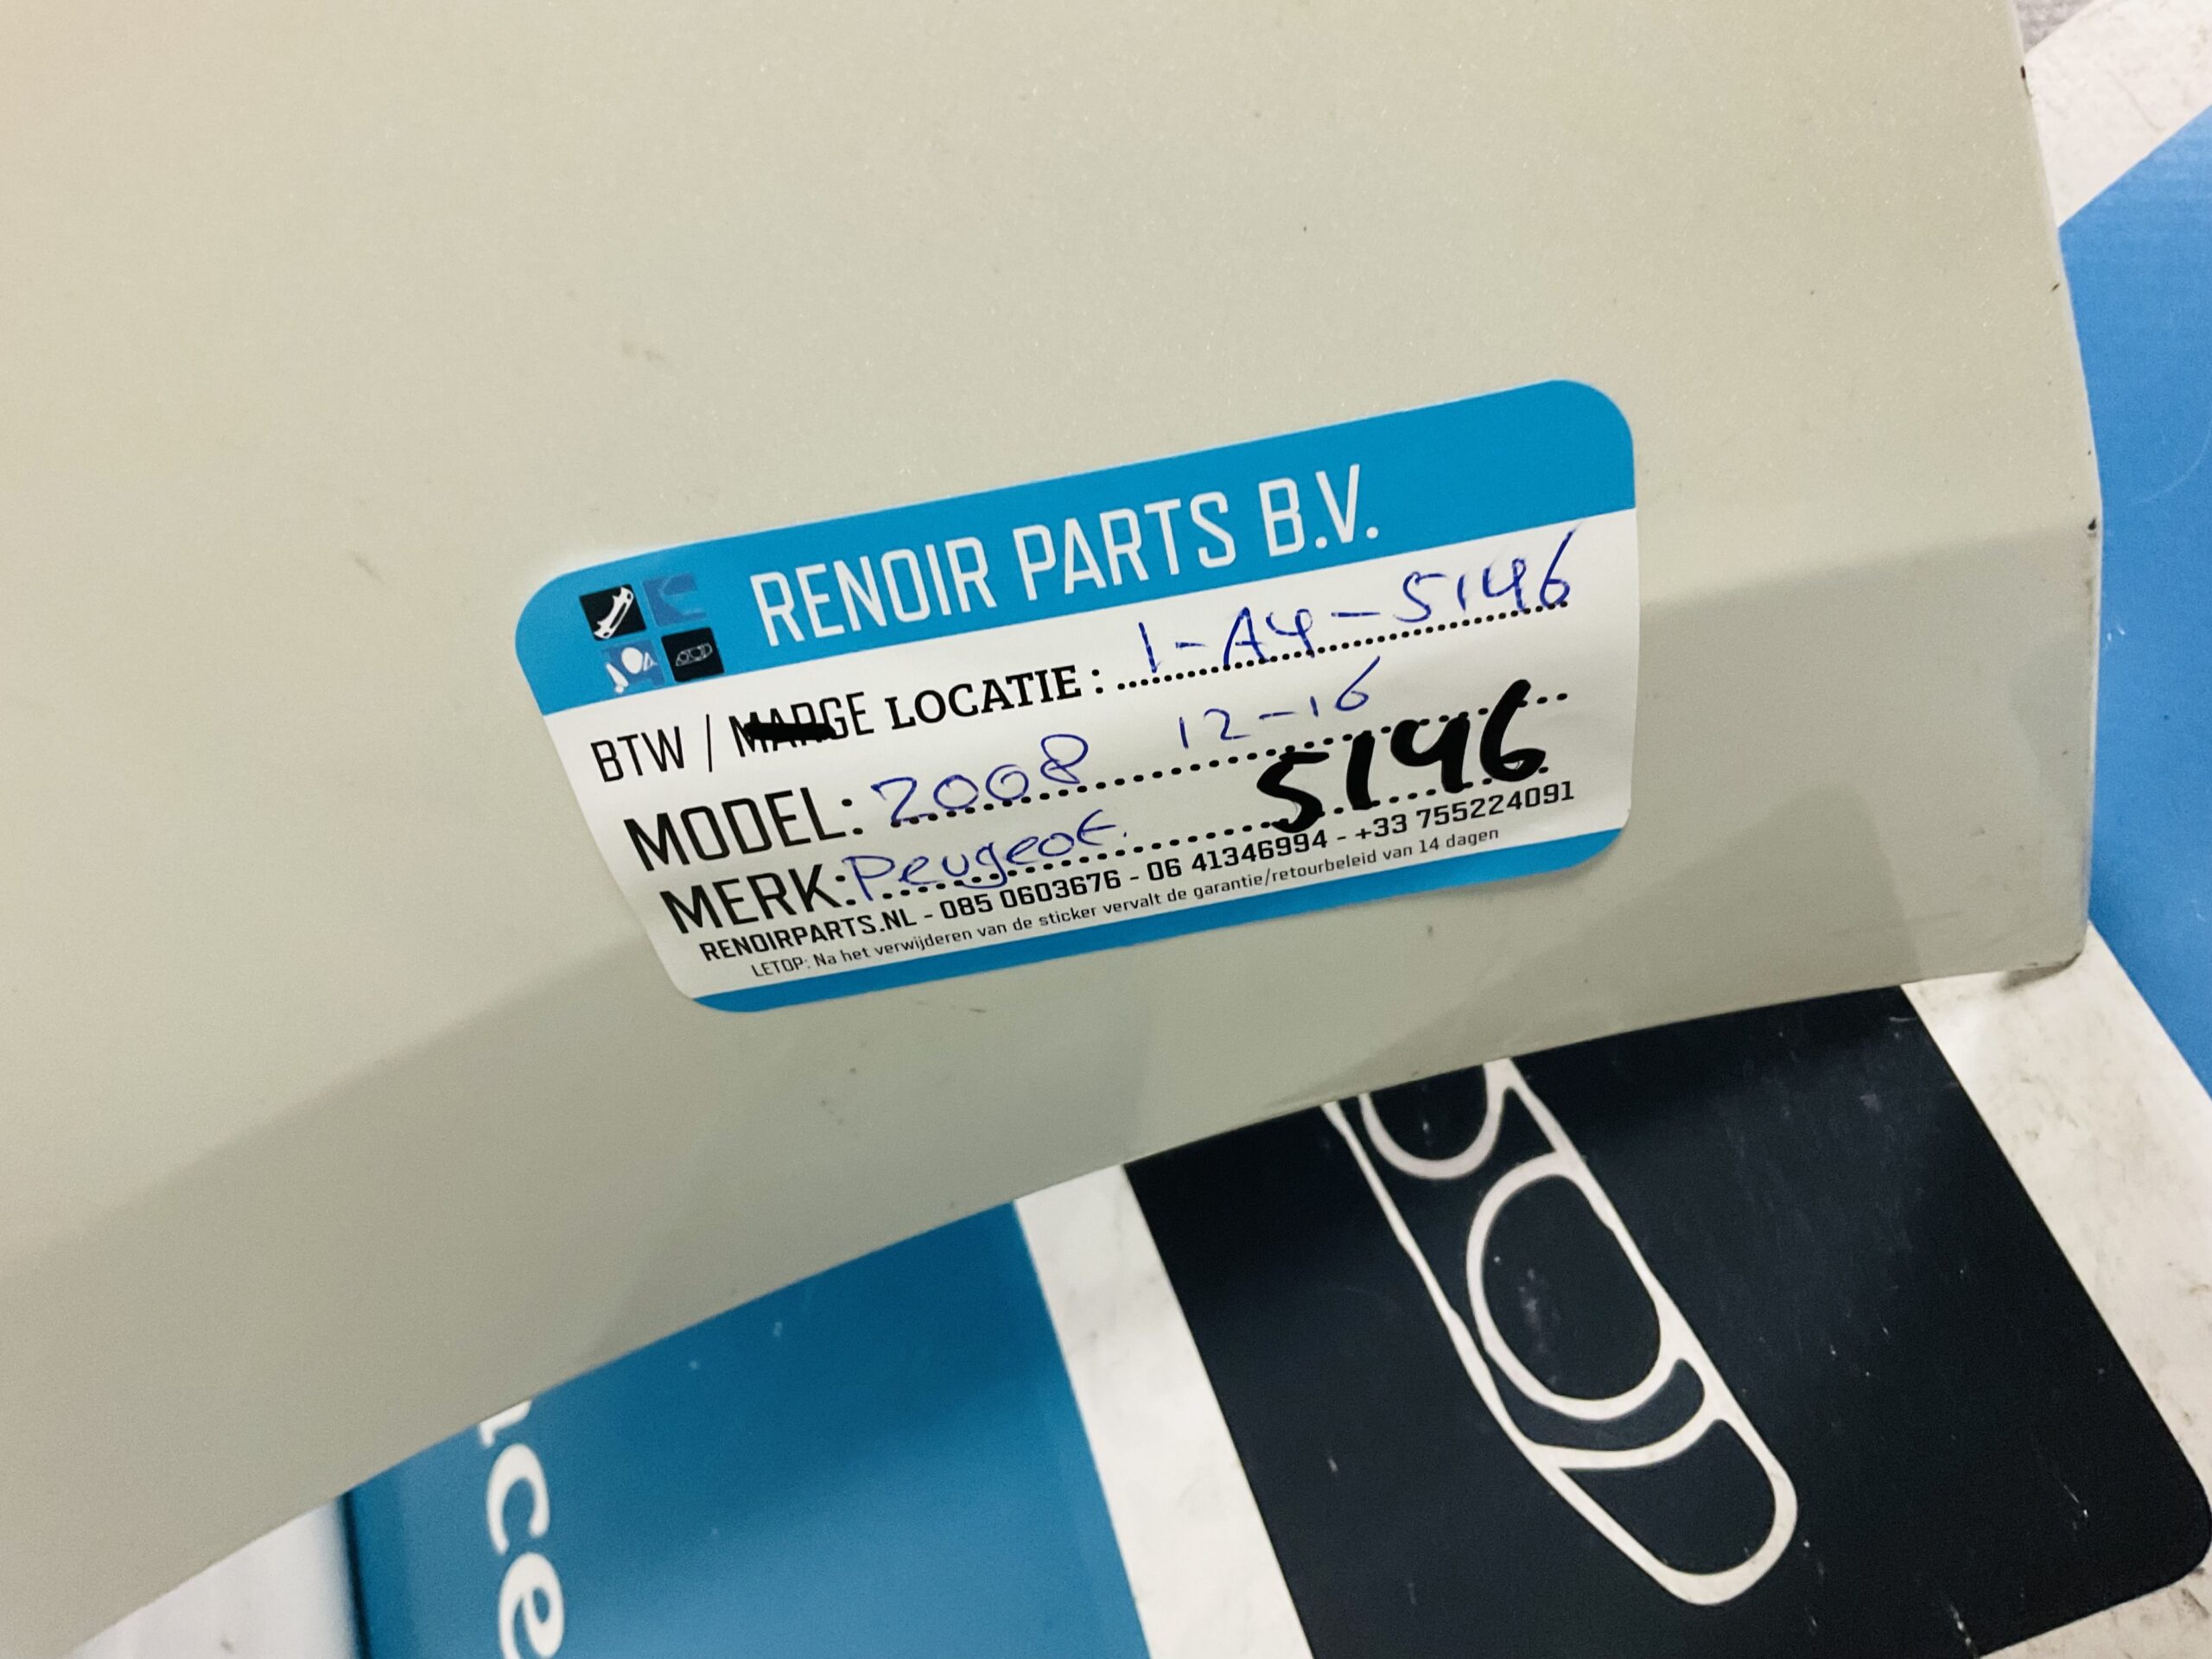 RENOIR PARTS B.V.
BTW / MARGE LOCATIE: 1-A4-5146
MODEL: 2008 12-16
MERK: Peugeot. 5146
RENOIRPARTS.NL - 085 0603676 - 06 41346994 - +33 755224091
LETOP: Na het verwijderen van de sticker vervalt de garantie/retourbeleid van 14 dagen
ce